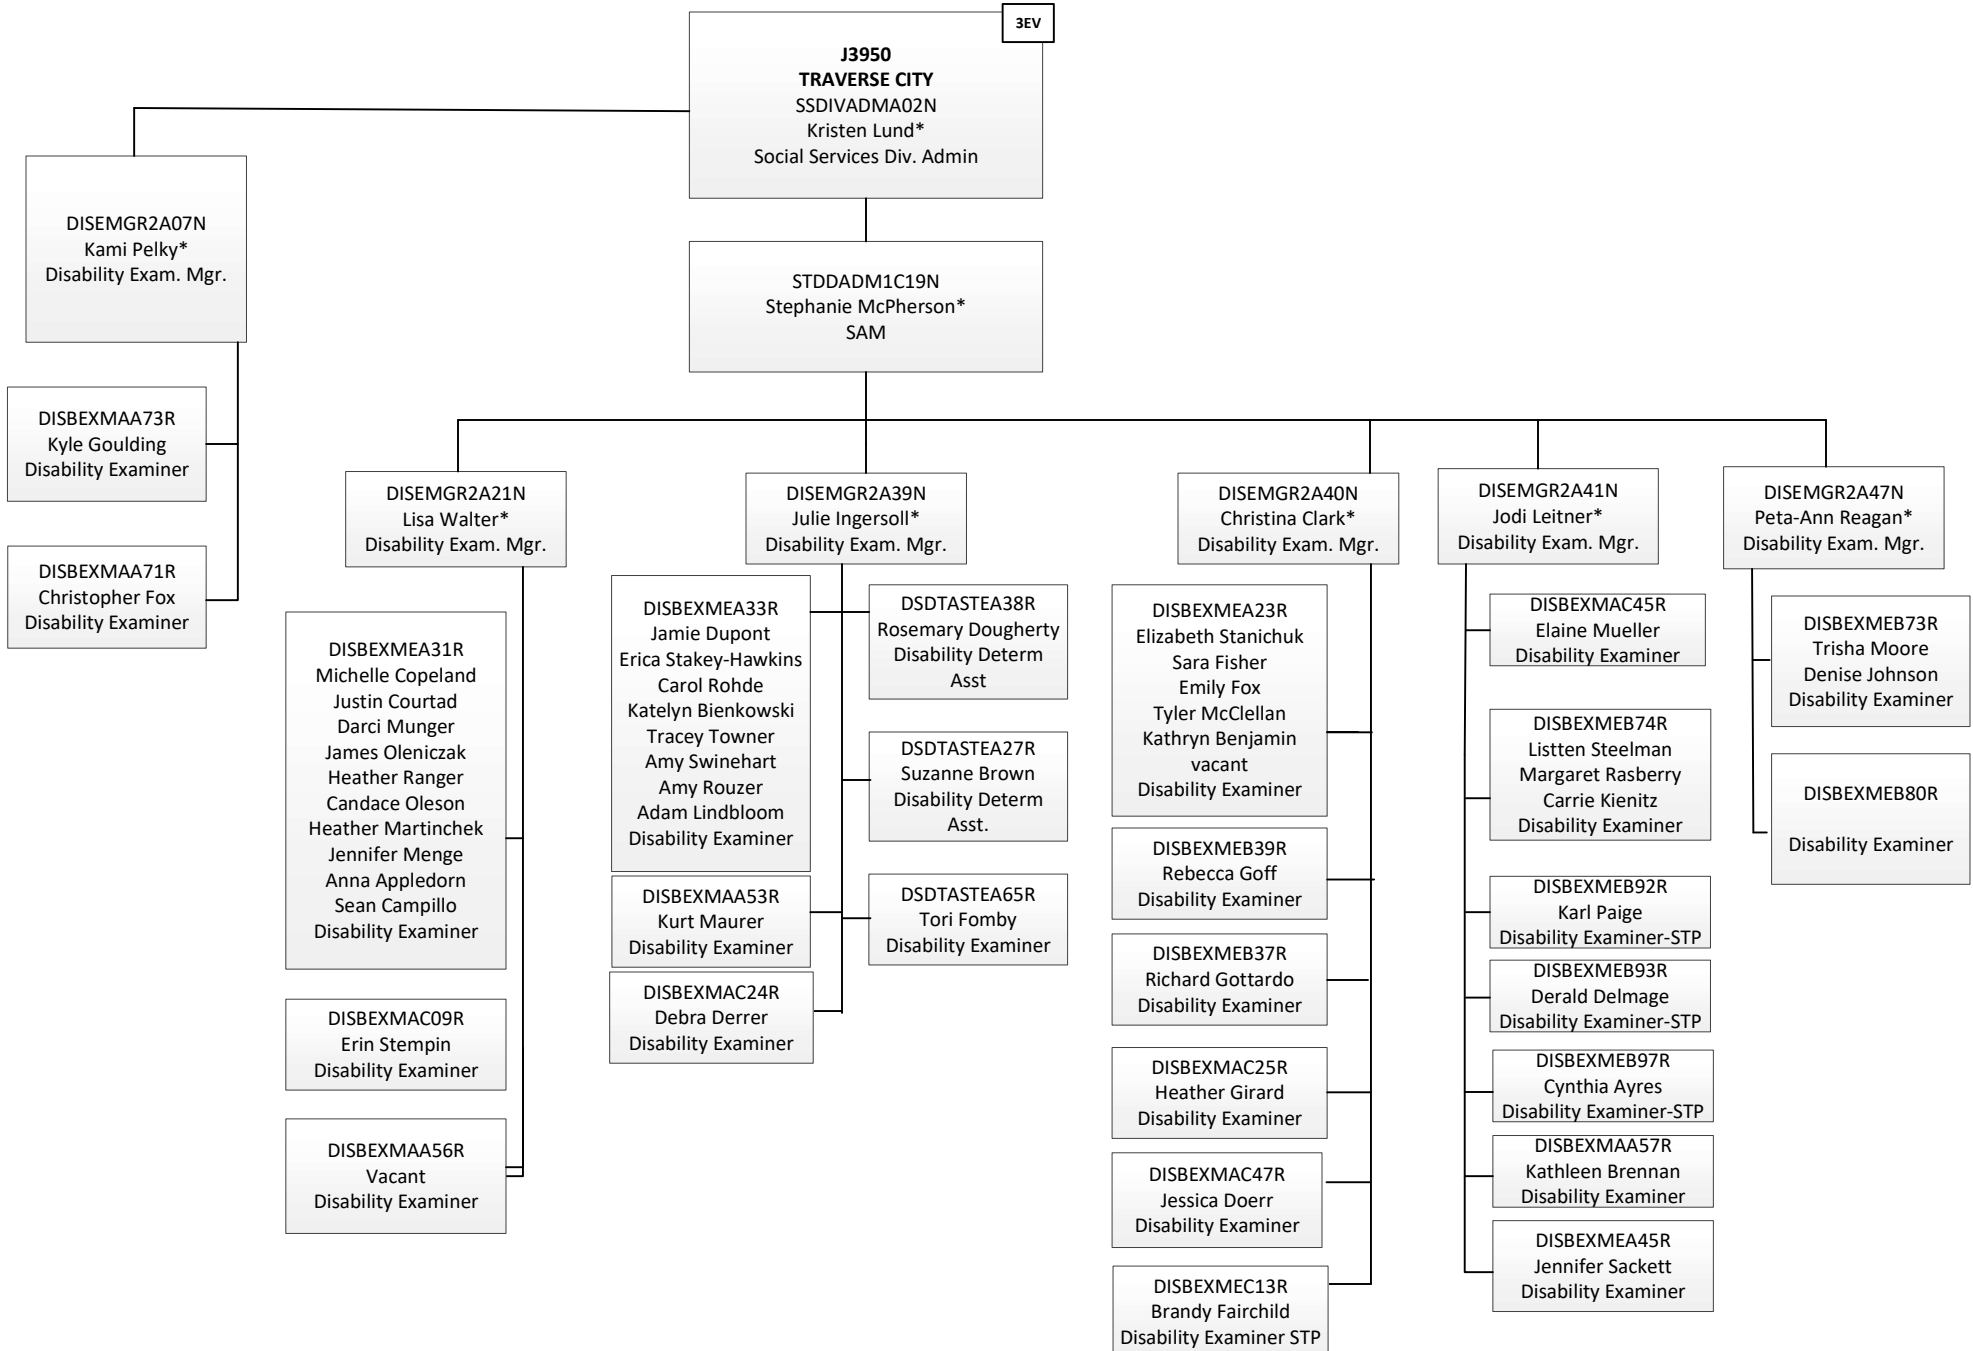 3EV
J3950
TRAVERSE CITY
SSDIVADMA02N
Kristen Lund*
Social Services Div. Admin
DISEMGR2A07N
Kami Pelky*
Disability Exam. Mgr.
STDDADM1C19N
Stephanie McPherson*
SAM
DISBEXMAA73R
Kyle Goulding
Disability Examiner
DISBEXMAA71R
Christopher Fox
Disability Examiner
DISEMGR2A21N
Lisa Walter*
Disability Exam. Mgr.
DISBEXMEA31R
Michelle Copeland
Justin Courtad
Darci Munger
James Oleniczak
Heather Ranger
Candace Oleson
Heather Martinchek
Jennifer Menge
Anna Appledorn
Sean Campillo
Disability Examiner
DISBEXMAC09R
Erin Stempin
Disability Examiner
DISBEXMAA56R
Vacant
Disability Examiner
DISEMGR2A39N
Julie Ingersoll*
Disability Exam. Mgr.
DISBEXMEA33R
Jamie Dupont
Erica Stakey-Hawkins
Carol Rohde
Katelyn Bienkowski
Tracey Towner
Amy Swinehart
Amy Rouzer
Adam Lindbloom
Disability Examiner
DISBEXMAA53R
Kurt Maurer
Disability Examiner
DISBEXMAC24R
Debra Derrer
Disability Examiner
DSDTASTEA38R
Rosemary Dougherty
Disability Determ
Asst
DSDTASTEA27R
Suzanne Brown
Disability Determ
Asst.
DSDTASTEA65R
Tori Fomby
Disability Examiner
DISEMGR2A40N
Christina Clark*
Disability Exam. Mgr.
DISBEXMEA23R
Elizabeth Stanichuk
Sara Fisher
Emily Fox
Tyler McClellan
Kathryn Benjamin
vacant
Disability Examiner
DISBEXMEB39R
Rebecca Goff
Disability Examiner
DISBEXMEB37R
Richard Gottardo
Disability Examiner
DISBEXMAC25R
Heather Girard
Disability Examiner
DISBEXMAC47R
Jessica Doerr
Disability Examiner
DISBEXMEC13R
Brandy Fairchild
Disability Examiner STP
DISEMGR2A41N
Jodi Leitner*
Disability Exam. Mgr.
DISBEXMAC45R
Elaine Mueller
Disability Examiner
DISBEXMEB74R
Listten Steelman
Margaret Rasberry
Carrie Kienitz
Disability Examiner
DISBEXMEB92R
Karl Paige
Disability Examiner-STP
DISBEXMEB93R
Derald Delmage
Disability Examiner-STP
DISBEXMEB97R
Cynthia Ayres
Disability Examiner-STP
DISBEXMAA57R
Kathleen Brennan
Disability Examiner
DISBEXMEA45R
Jennifer Sackett
Disability Examiner
DISEMGR2A47N
Peta-Ann Reagan*
Disability Exam. Mgr.
DISBEXMEB73R
Trisha Moore
Denise Johnson
Disability Examiner
DISBEXMEB80R
Disability Examiner